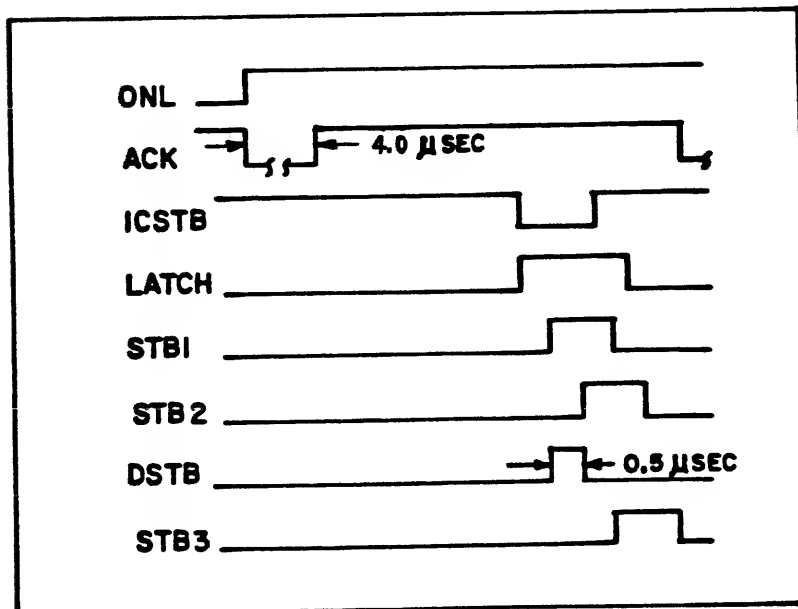 ONL
ACK
4.0 µSEC
ICSTB
LATCH
STB1
STB2
DSTB
0.5 µSEC
STB3